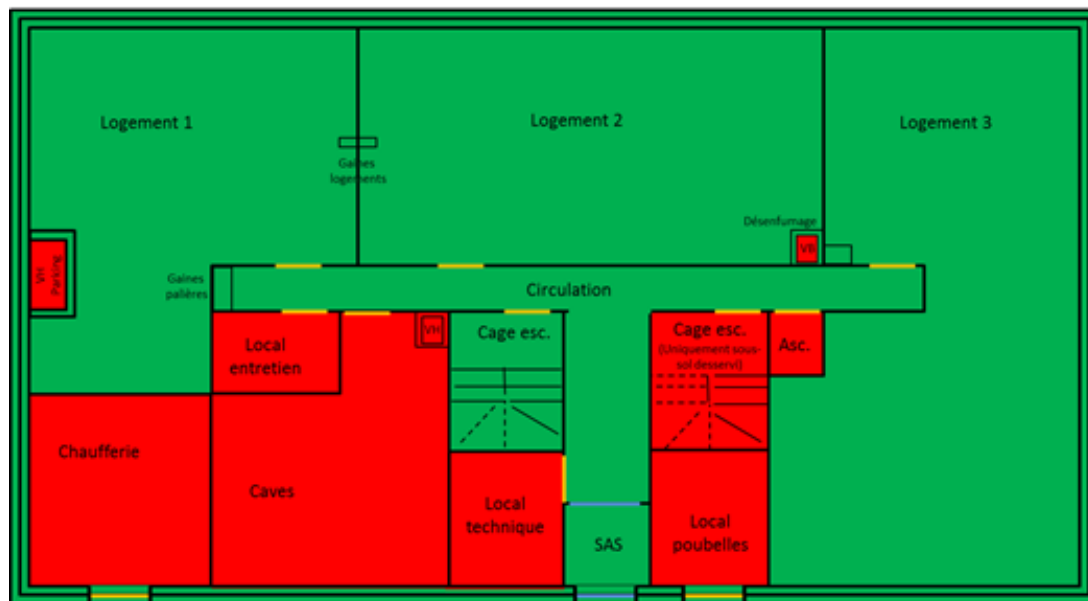 Logement 1
Logement 2
Logement 3
Gaines
logements
Désenfumage
VB
VH
Parking
Gaines
palières
Circulation
Local
entretien
VH
Cage esc.
Cage esc.
(Uniquement sous-
sol desservi)
Asc.
Chaufferie
Caves
Local
technique
SAS
Local
poubelles